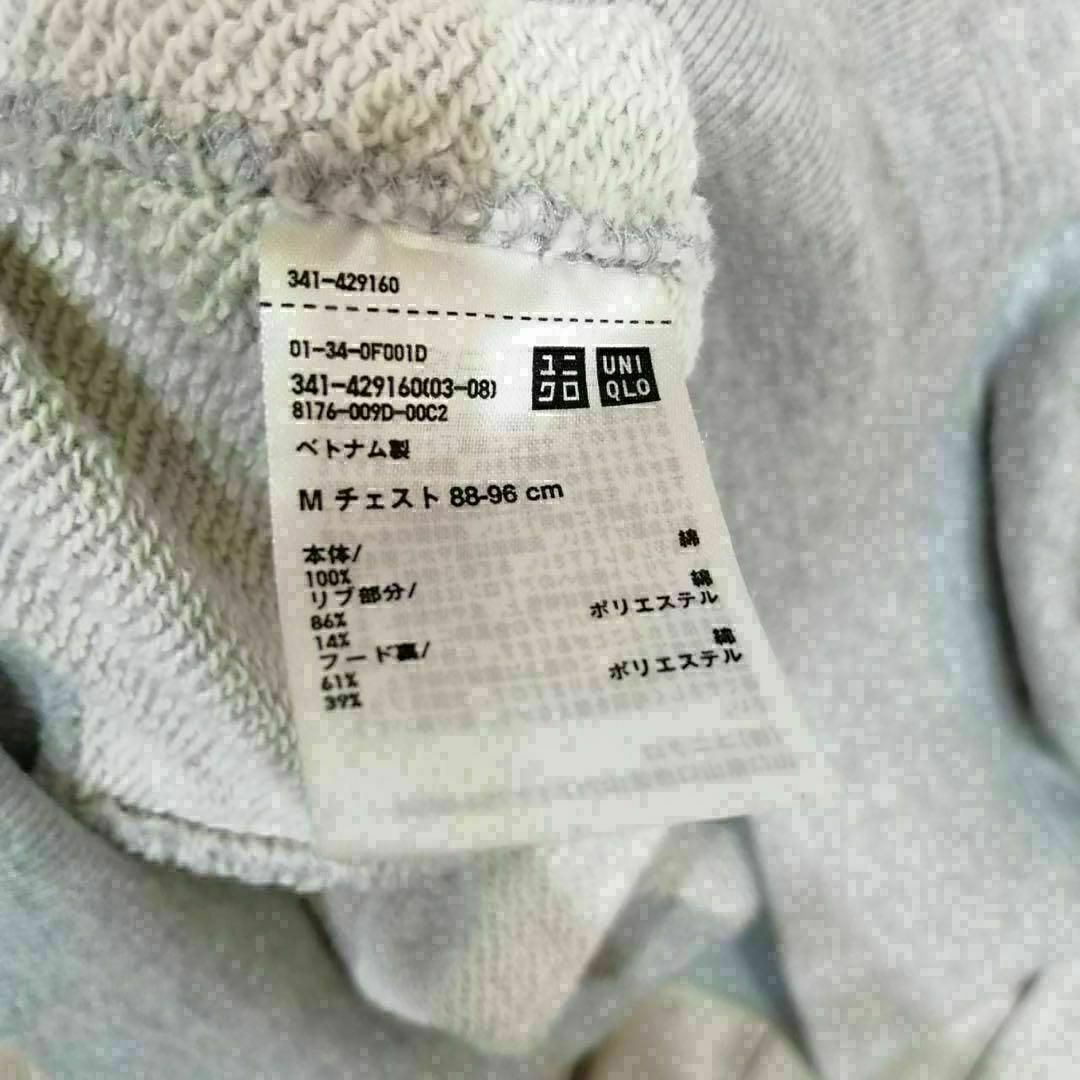 341-429160
01-34-0F001D
341-429160(03-08)
8176-009D-00C2
ユニ
クロ
UNI
QLO
ベトナム製
M チェスト 88-96 cm
本体/
綿
100%
リブ部分/
綿
86%
ポリエステル
14%
フード裏/
綿
61%
ポリエステル
39%